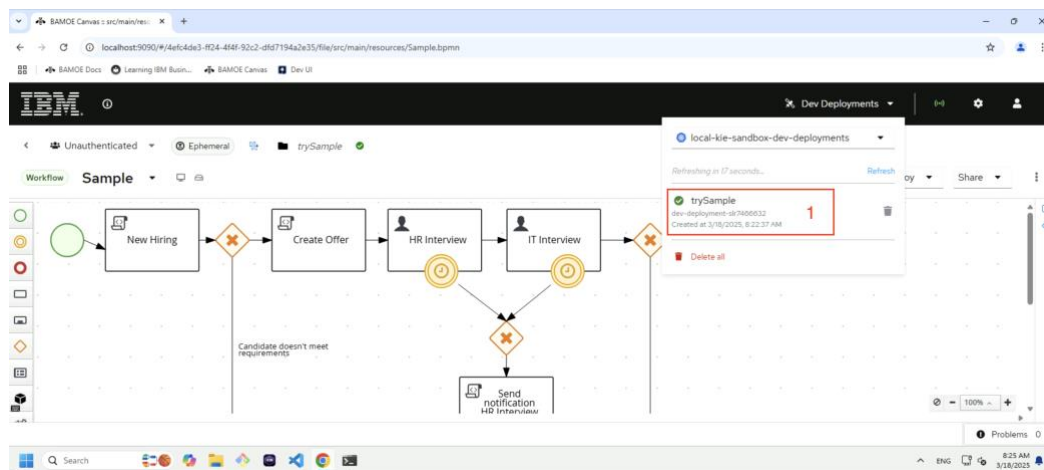 BAMOE Canvas :: src/main/reso
localhost:9090/#/4efc4de3-ff24-4f4f-92c2-dfd7194a2e35/file/src/main/resources/Sample.bpmn
BAMOE Docs Learning IBM Busin... BAMOE Canvas Dev UI
IBM Dev Deployments
Unauthenticated Ephemeral trySample
local-kie-sandbox-dev-deployments
Refreshing in 17 seconds... Refresh
Workflow Sample oy Share
trySample
dev-deployment-sk7466632
Created at 3/18/2025, 8:22:37 AM
1
Delete all
New Hiring
Create Offer
HR Interview
IT Interview
Candidate doesn't meet
requirements
Send
notification
HR Interview
100%
Problems 0
Search
ENG
8:25 AM
3/18/2025